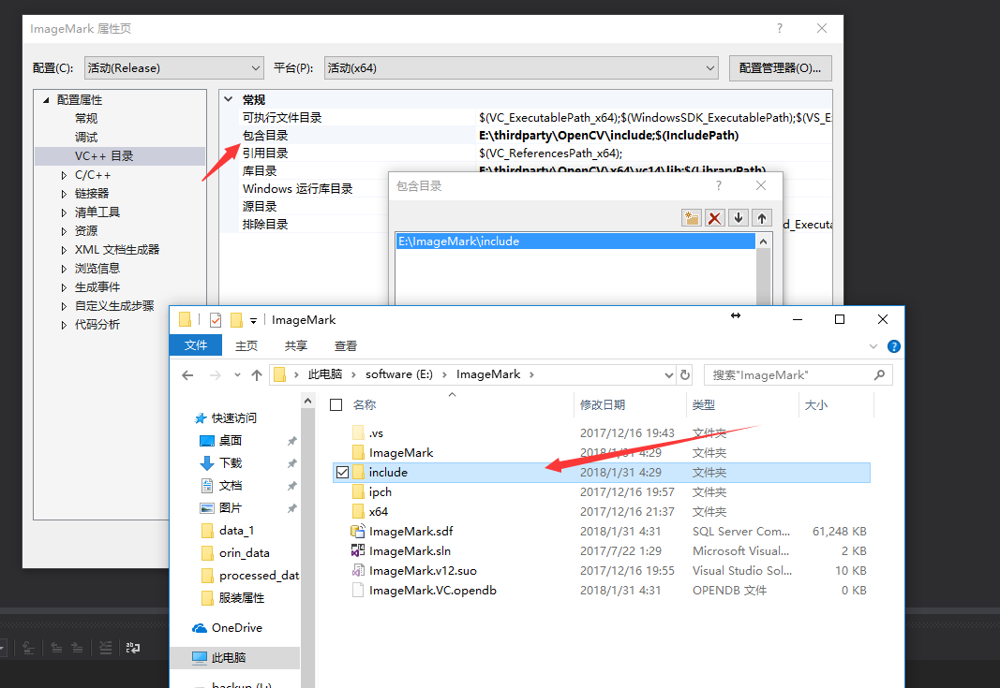 ImageMark 属性页
配置(C):
活动(Release)
平台(P):
活动(x64)
配置管理器(O)...
配置属性
常规
调试
VC++ 目录
C/C++
链接器
清单工具
资源
XML 文档生成器
浏览信息
生成事件
自定义生成步骤
代码分析
常规
可执行文件目录 $(VC_ExecutablePath_x64);$(WindowsSDK_ExecutablePath);$(VS_E
包含目录 E:\thirdparty\OpenCV\include;$(IncludePath)
引用目录 $(VC_ReferencesPath_x64);
库目录 E:\thirdparty\OpenCV\x64\vc14\lib;$(LibraryPath)
Windows 运行库目录
源目录
排除目录 d_Executa
包含目录
E:\ImageMark\include
ImageMark
文件 主页 共享 查看
此电脑 software (E:) ImageMark
搜索"ImageMark"
快速访问
桌面
下载
文档
图片
data_1
orin_data
processed_dat
服装属性
OneDrive
此电脑
backup (L:)
名称 修改日期 类型 大小
.vs 2017/12/16 19:43 文件夹
ImageMark 2018/1/31 4:29 文件夹
include 2018/1/31 4:29 文件夹
ipch 2017/12/16 19:57 文件夹
x64 2017/12/16 21:37 文件夹
ImageMark.sdf 2018/1/31 4:31 SQL Server Com... 61,248 KB
ImageMark.sln 2017/7/22 1:29 Microsoft Visual... 2 KB
ImageMark.v12.suo 2017/12/16 19:55 Visual Studio Sol... 10 KB
ImageMark.VC.opendb 2018/1/31 4:31 OPENDB 文件 0 KB